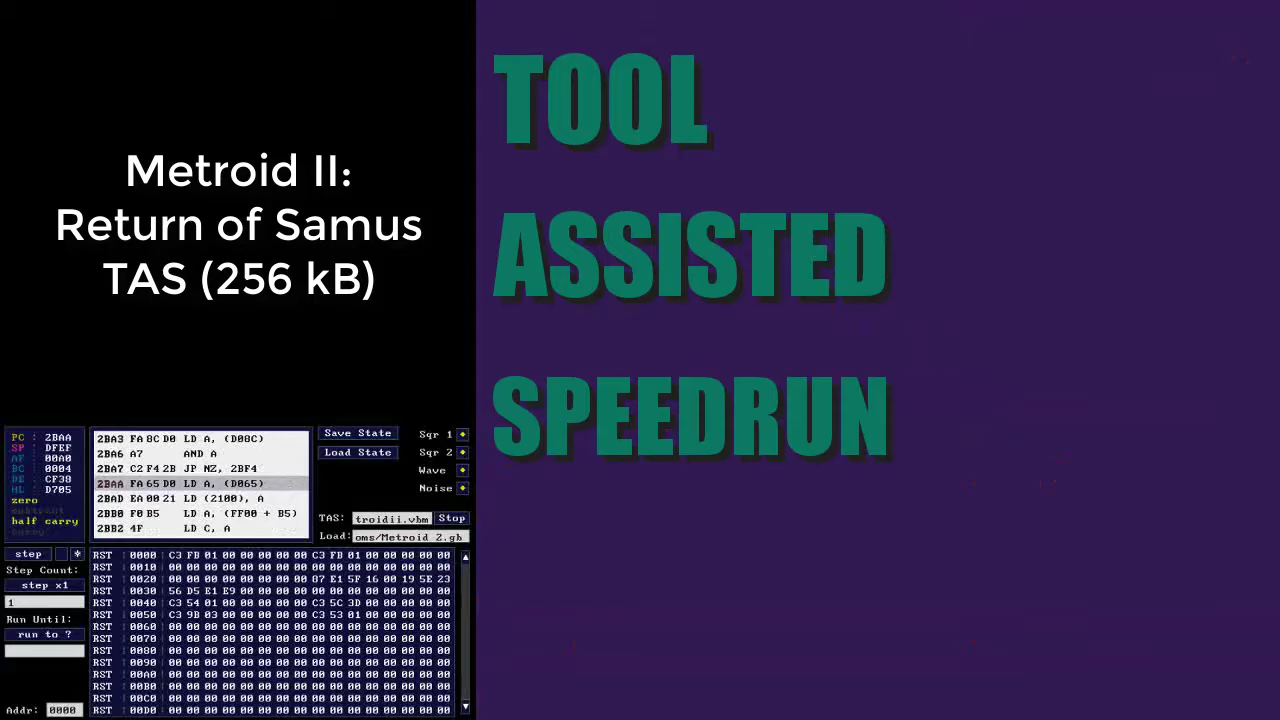 Metroid II:
Return of Samus
TAS (256 kB)
TOOL
ASSISTED
SPEEDRUN
PC : 2BAA
SP : DFEF
AF : 00A0
BC : 0004
DE : CF38
HL : D705
zero
subtract
half carry
carry
2BA3 FA 8C D0 LD A, (D08C)
2BA6 A7 AND A
2BA7 C2 F4 2B JP NZ, 2BF4
2BAA FA 65 D0 LD A, (D065)
2BAD EA 00 21 LD (2100), A
2BB0 F0 B5 LD A, (FF00 + B5)
2BB2 4F LD C, A
Save State
Load State
Sqr 1
Sqr 2
Wave
Noise
TAS: troidii.vbm Stop
Load: oms/Metroid 2.gb
step *
Step Count:
step x1
1
Run Until:
run to ?
Addr: 0000
RST 0000 C3 FB 01 00 00 00 00 00 C3 FB 01 00 00 00 00 00
RST 0010 00 00 00 00 00 00 00 00 00 00 00 00 00 00 00 00
RST 0020 00 00 00 00 00 00 00 00 87 E1 5F 16 00 19 5E 23
RST 0030 56 D5 E1 E9 00 00 00 00 00 00 00 00 00 00 00 00
RST 0040 C3 54 01 00 00 00 00 00 C3 5C 3D 00 00 00 00 00
RST 0050 C3 9B 03 00 00 00 00 00 C3 53 01 00 00 00 00 00
RST 0060 00 00 00 00 00 00 00 00 00 00 00 00 00 00 00 00
RST 0070 00 00 00 00 00 00 00 00 00 00 00 00 00 00 00 00
RST 0080 00 00 00 00 00 00 00 00 00 00 00 00 00 00 00 00
RST 0090 00 00 00 00 00 00 00 00 00 00 00 00 00 00 00 00
RST 00A0 00 00 00 00 00 00 00 00 00 00 00 00 00 00 00 00
RST 00B0 00 00 00 00 00 00 00 00 00 00 00 00 00 00 00 00
RST 00C0 00 00 00 00 00 00 00 00 00 00 00 00 00 00 00 00
RST 00D0 00 00 00 00 00 00 00 00 00 00 00 00 00 00 00 00